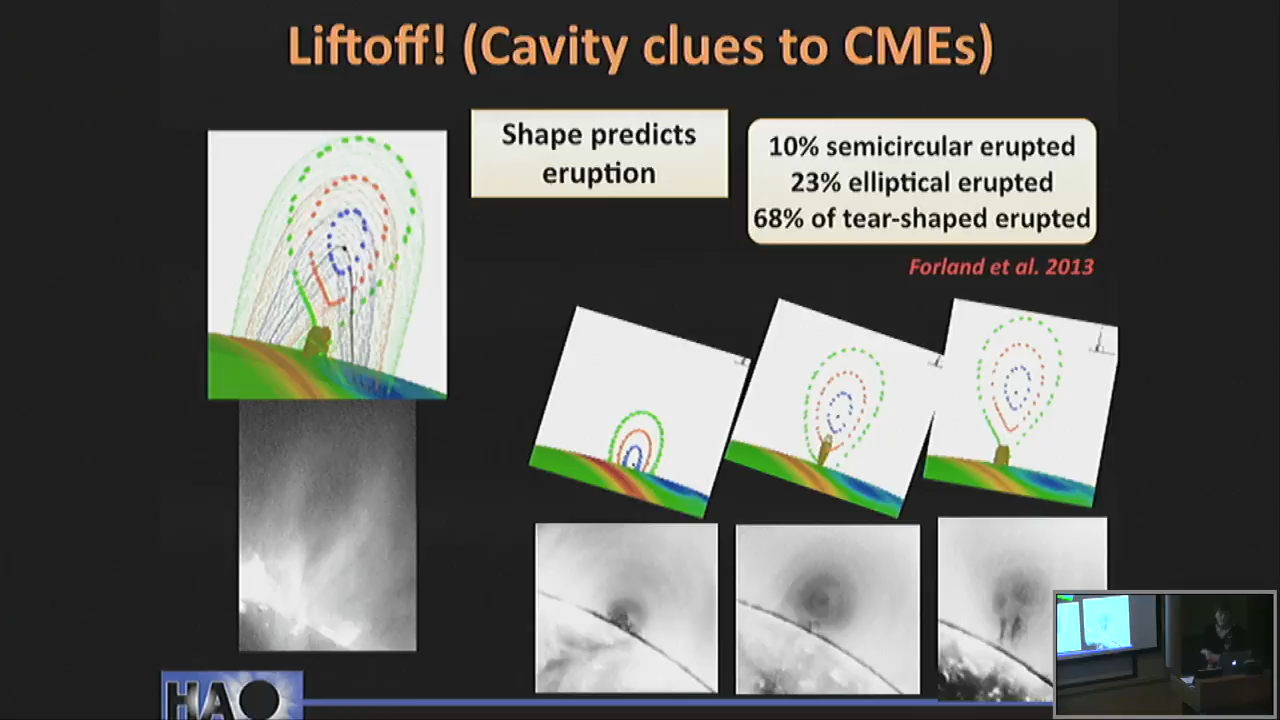 Liftoff! (Cavity clues to CMEs)
Shape predicts
eruption
10% semicircular erupted
23% elliptical erupted
68% of tear-shaped erupted
Forland et al. 2013
HAO